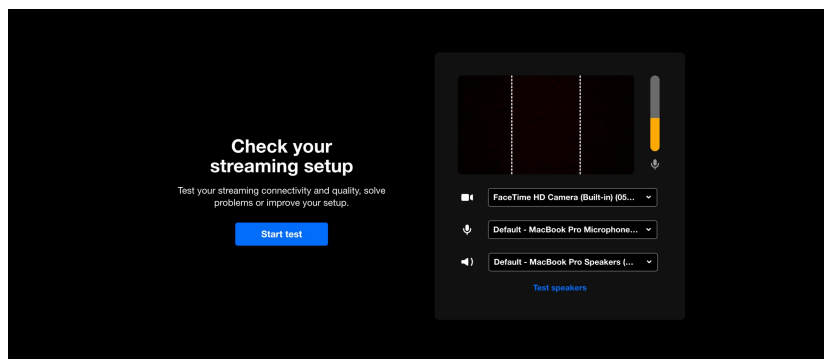 Check your
streaming setup
Test your streaming connectivity and quality, solve
problems or improve your setup.
Start test
FaceTime HD Camera (Built-in) (05...
Default - MacBook Pro Microphone...
Default - MacBook Pro Speakers (...
Test speakers